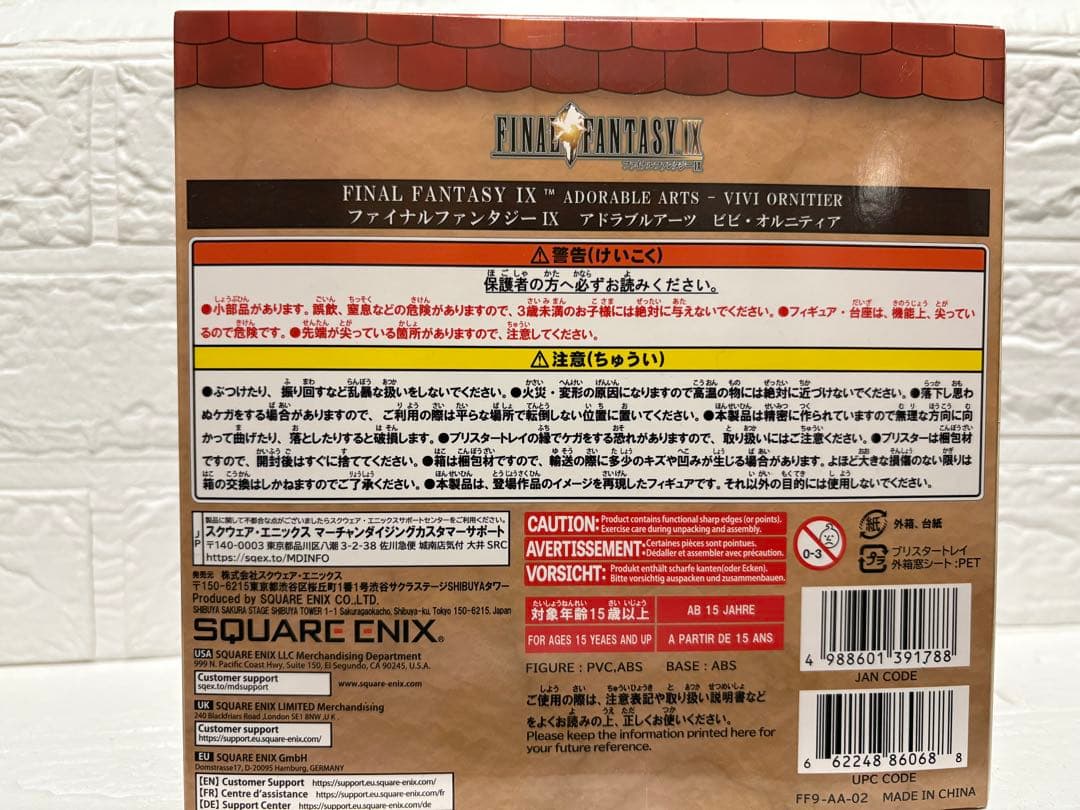 FINAL FANTASY IX
ファイナルファンタジーIX
FINAL FANTASY IX ™ ADORABLE ARTS - VIVI ORNITIER
ファイナルファンタジーIX アドラブルアーツ ビビ・オルニティア
⚠警告(けいこく)
保護者の方へ必ずお読みください。
●小部品があります。誤飲、窒息などの危険がありますので、3歳未満のお子様には絶対に与えないでください。●フィギュア・台座は、機能上、尖ってい
るので危険です。●先端が尖っている箇所がありますので、注意してください。
⚠注意(ちゅうい)
●ぶつけたり、振り回すなど乱暴な扱いをしないでください。●火災・変形の原因になりますので高温の物には絶対に近づけないでください。●落下し思わ
ぬケガをする場合がありますので、ご利用の際は平らな場所で転倒しない位置に置いてください。●本製品は精密に作られていますので無理な方向に向
かって曲げたり、落としたりすると破損します。●ブリスタートレイの縁でケガをする恐れがありますので、取り扱いにはご注意ください。●ブリスターは梱包材
ですので、開封後はすぐに捨ててください。●箱は梱包材ですので、輸送の際に多少のキズや凹みが生じる場合があります。よほど大きな損傷のない限りは
箱の交換はしかねますのでご了承ください。●本製品は、登場作品のイメージを再現したフィギュアです。それ以外の目的には使用しないでください。
JP
製品に関して不都合な点がございましたらスクウェア・エニックスサポートセンターをご利用ください。
スクウェア・エニックス マーチャンダイジングカスタマーサポート
〒140-0003 東京都品川区八潮 3-2-38 佐川急便 城南店気付 大井 SRC
https://sqex.to/MDINFO
発売元 株式会社スクウェア・エニックス
〒150-6215東京都渋谷区桜丘町1番1号渋谷サクラステージSHIBUYAタワー
Produced by SQUARE ENIX CO.,LTD.
SHIBUYA SAKURA STAGE SHIBUYA TOWER 1-1 Sakuragaokacho, Shibuya-ku, Tokyo 150-6215, Japan
SQUARE ENIX®
USA SQUARE ENIX LLC Merchandising Department
999 N. Pacific Coast Hwy, Suite 150, El Segundo, CA 90245, U.S.A.
Customer support
sqex.to/mdsupport
www.square-enix.com
UK SQUARE ENIX LIMITED Merchandising
240 Blackfriars Road ,London SE1 8NW ,U.K .
Customer support
https://support.eu.square-enix.com/
EU SQUARE ENIX GmbH
Domstrasse17, D-20095 Hamburg, GERMANY
[EN] Customer Support https://support.eu.square-enix.com/
[FR] Centre d'assistance https://support.eu.square-enix.com/fr
[DE] Support Center https://support.eu.square-enix.com/de
CAUTION: Product contains functional sharp edges (or points).
Exercise care during unpacking and assembly.
AVERTISSEMENT: •Certaines pièces sont pointues.
•Déballer et assembler avec précaution.
VORSICHT: Produkt enthält scharfe kanten(oder Ecken).
Bitte vorsichtig auspacken und zusammenbauen.
対象年齢15歳以上
AB 15 JAHRE
FOR AGES 15 YEAES AND UP
A PARTIR DE 15 ANS
FIGURE : PVC,ABS BASE : ABS
ご使用の際は、注意表記や取り扱い説明書など
をよくお読みの上、正しくお使いください。
Please keep the information printed here for
your future reference.
0-3
紙 外箱、台紙
プラ ブリスタートレイ
外箱窓シート:PET
4 988601 391788
JAN CODE
6 62248 86068 8
UPC CODE
FF9-AA-02 MADE IN CHINA